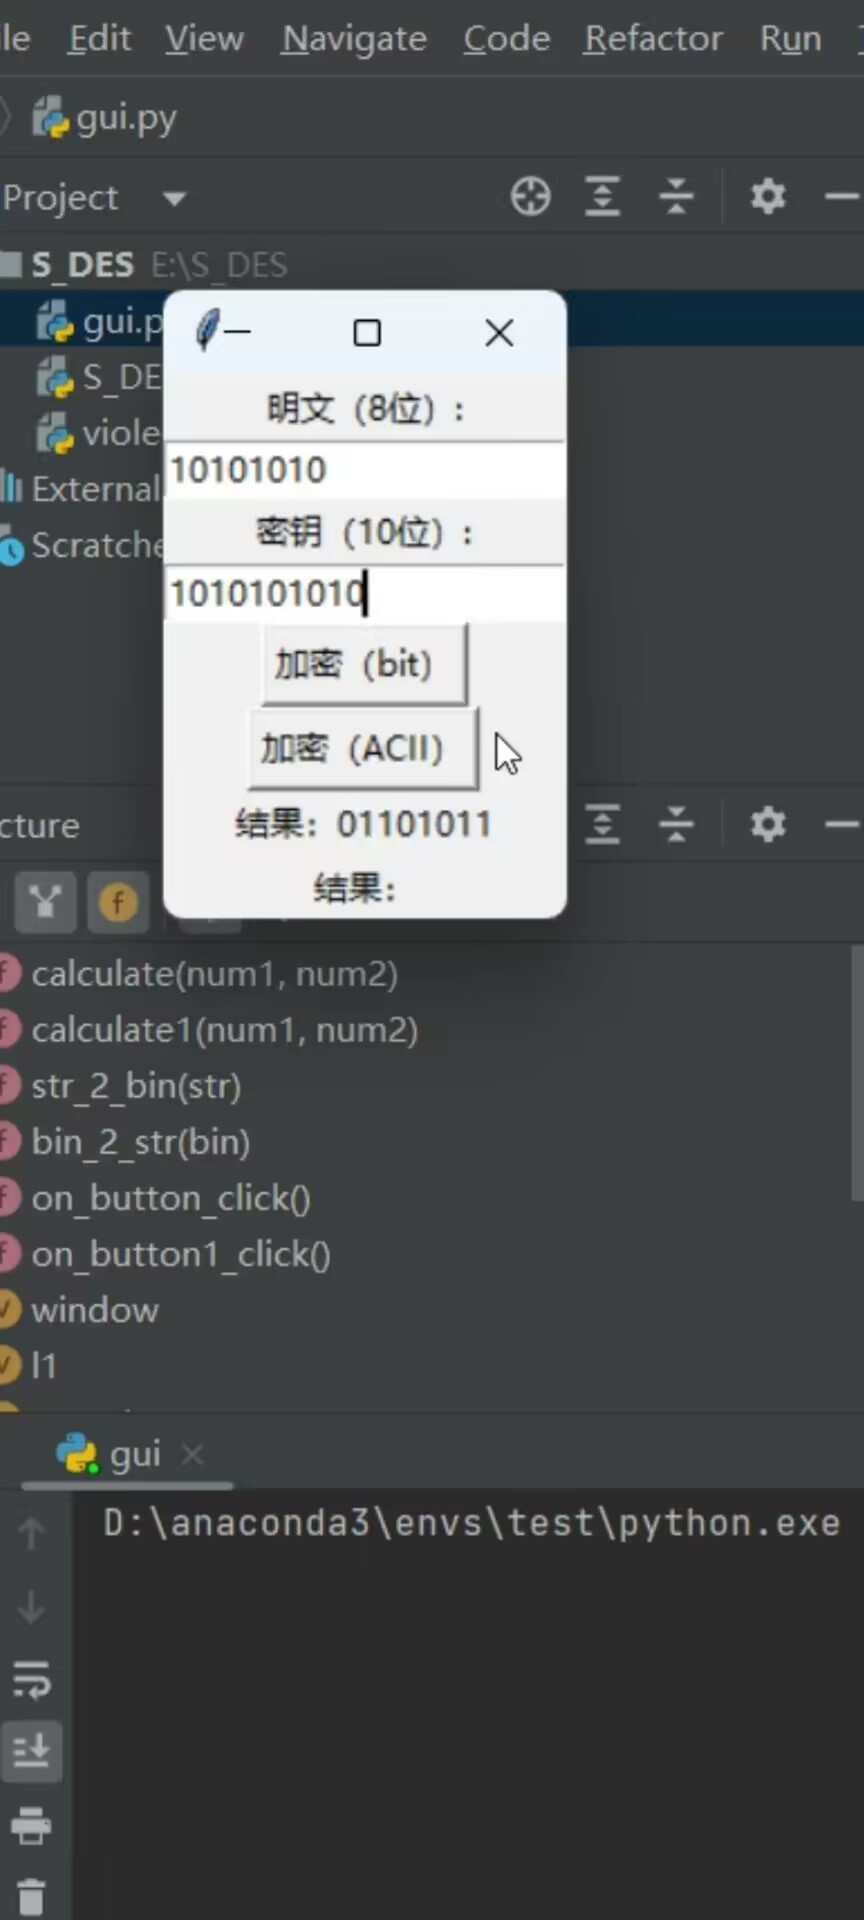 le Edit View Navigate Code Refactor Run
gui.py
Project
S_DES E:\S_DES
gui.p
S_DE
viole
External
Scratche
明文（8位）：
10101010
密钥（10位）：
1010101010
加密（bit）
加密（ACII）
结果：01101011
结果：
cture
calculate(num1, num2)
calculate1(num1, num2)
str_2_bin(str)
bin_2_str(bin)
on_button_click()
on_button1_click()
window
l1
gui
D:\anaconda3\envs\test\python.exe